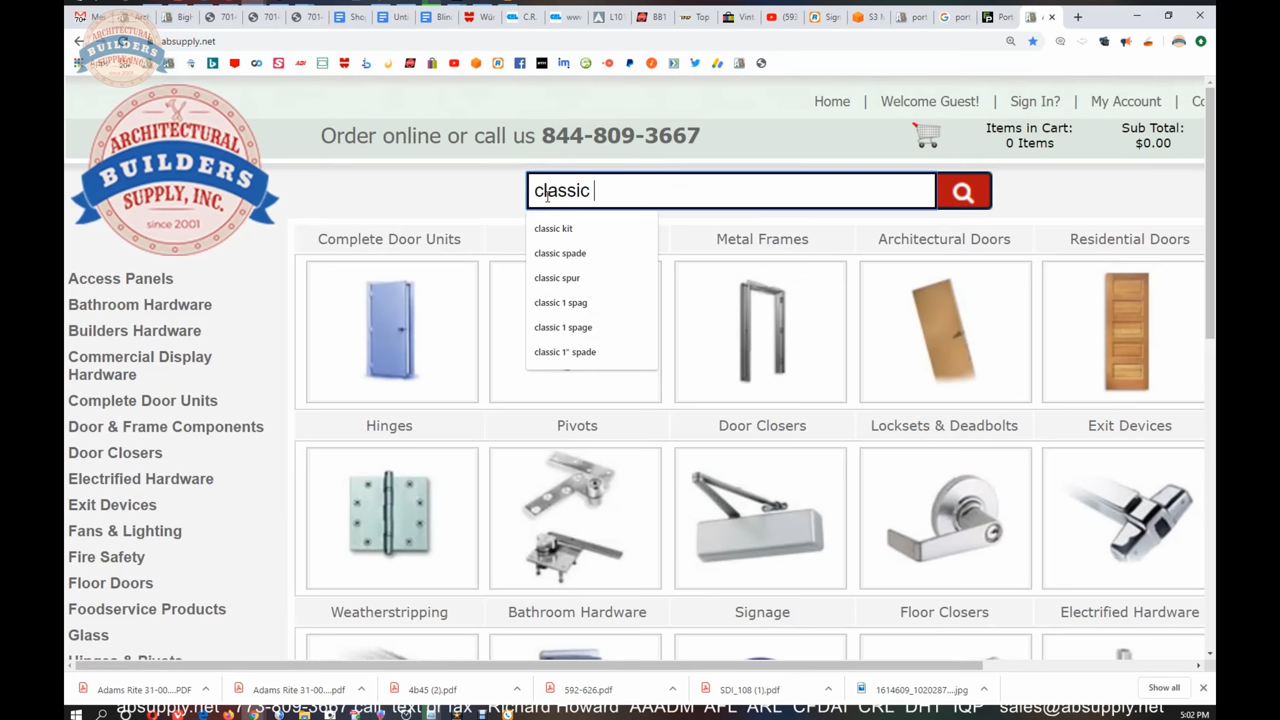 absupply.net
ARCHITECTURAL
BUILDERS
SUPPLY, INC.
since 2001
Home | Welcome Guest! | Sign In? | My Account |
Order online or call us 844-809-3667
Items in Cart:
0 Items
Sub Total:
$0.00
classic
classic kit
classic spade
classic spur
classic 1 spag
classic 1 spage
classic 1" spade
Complete Door Units
Metal Frames
Architectural Doors
Residential Doors
Access Panels
Bathroom Hardware
Builders Hardware
Commercial Display
Hardware
Complete Door Units
Door & Frame Components
Door Closers
Electrified Hardware
Exit Devices
Fans & Lighting
Fire Safety
Floor Doors
Foodservice Products
Glass
Hinges & Pivots
Hinges
Pivots
Door Closers
Locksets & Deadbolts
Exit Devices
Weatherstripping
Bathroom Hardware
Signage
Floor Closers
Electrified Hardware
Adams Rite 31-00....PDF
Adams Rite 31-00....pdf
4b45 (2).pdf
592-626.pdf
SDI_108 (1).pdf
1614609_1020287....jpg
Show all
absupply.net 773-809-3667 call, text or fax Richard Howard AAADM AFL ARL CFDAI CRL DHT IQP sales@absupply.net
5:02 PM